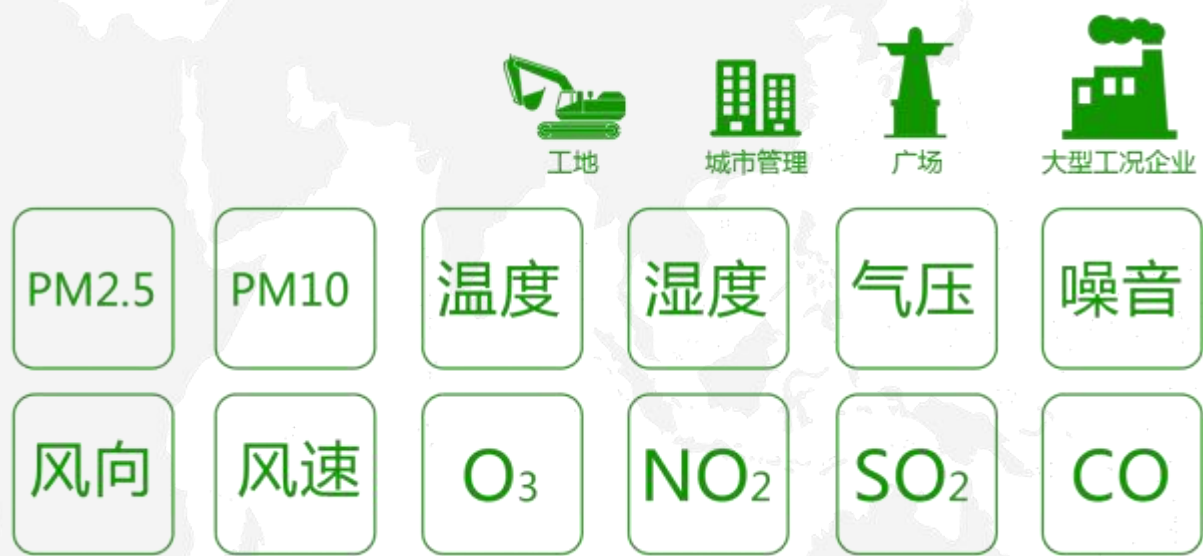 工地 城市管理 广场 大型工况企业
PM2.5 PM10 温度 湿度 气压 噪音
风向 风速 O₃ NO₂ SO₂ CO